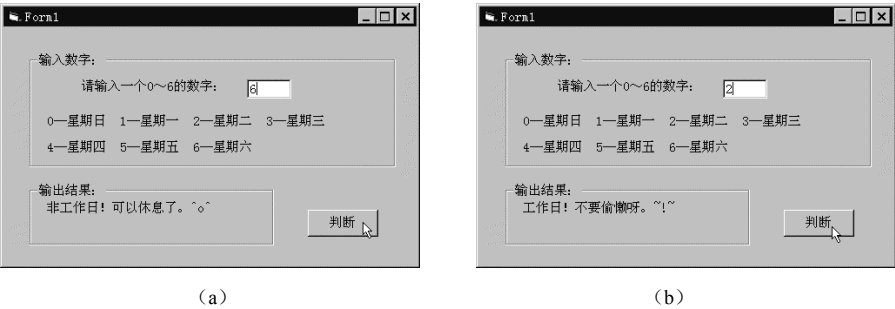 Form1
输入数字:
请输入一个0～6的数字: 6
0—星期日 1—星期一 2—星期二 3—星期三
4—星期四 5—星期五 6—星期六
输出结果:
非工作日！可以休息了。^o^
判断
(a)
Form1
输入数字:
请输入一个0～6的数字: 2
0—星期日 1—星期一 2—星期二 3—星期三
4—星期四 5—星期五 6—星期六
输出结果:
工作日！不要偷懒呀。~!~
判断
(b)